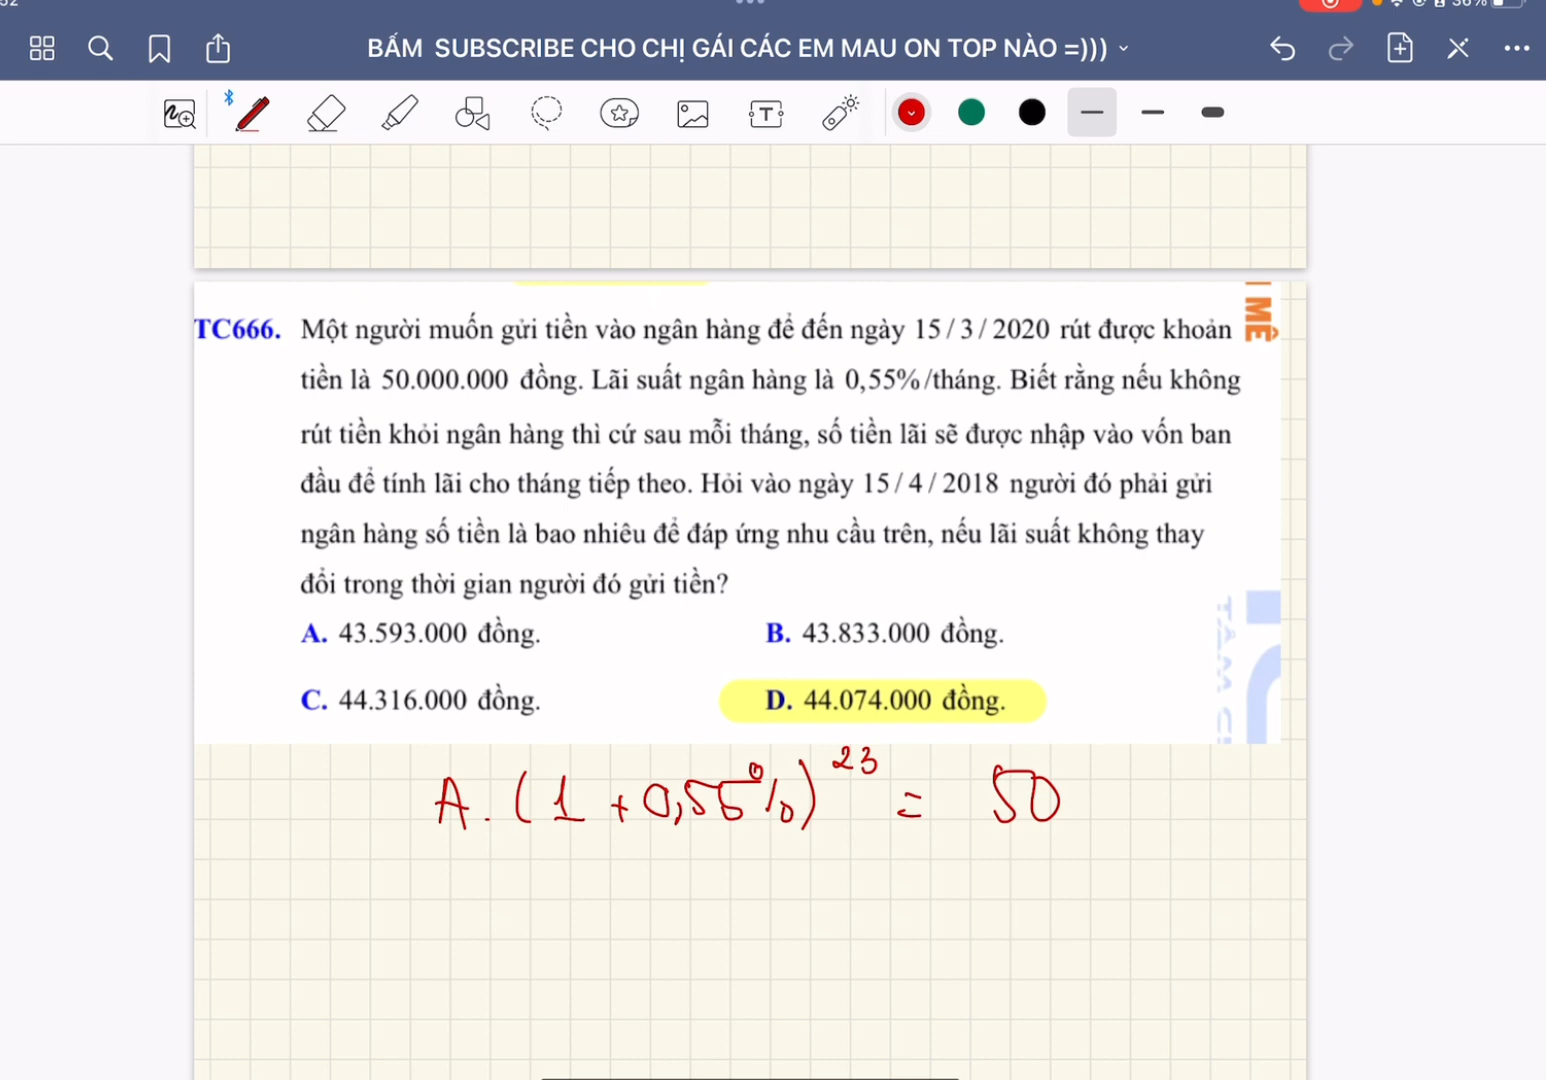 36%
BẤM SUBSCRIBE CHO CHỊ GÁI CÁC EM MAU ON TOP NÀO =)))
T
TC666. Một người muốn gửi tiền vào ngân hàng để đến ngày 15/3/2020 rút được khoản
tiền là 50.000.000 đồng. Lãi suất ngân hàng là 0,55%/tháng. Biết rằng nếu không
rút tiền khỏi ngân hàng thì cứ sau mỗi tháng, số tiền lãi sẽ được nhập vào vốn ban
đầu để tính lãi cho tháng tiếp theo. Hỏi vào ngày 15/4/2018 người đó phải gửi
ngân hàng số tiền là bao nhiêu để đáp ứng nhu cầu trên, nếu lãi suất không thay
đổi trong thời gian người đó gửi tiền?
A. 43.593.000 đồng.
B. 43.833.000 đồng.
C. 44.316.000 đồng.
D. 44.074.000 đồng.
MÊ
A.(1+0,55%)^23 = 50